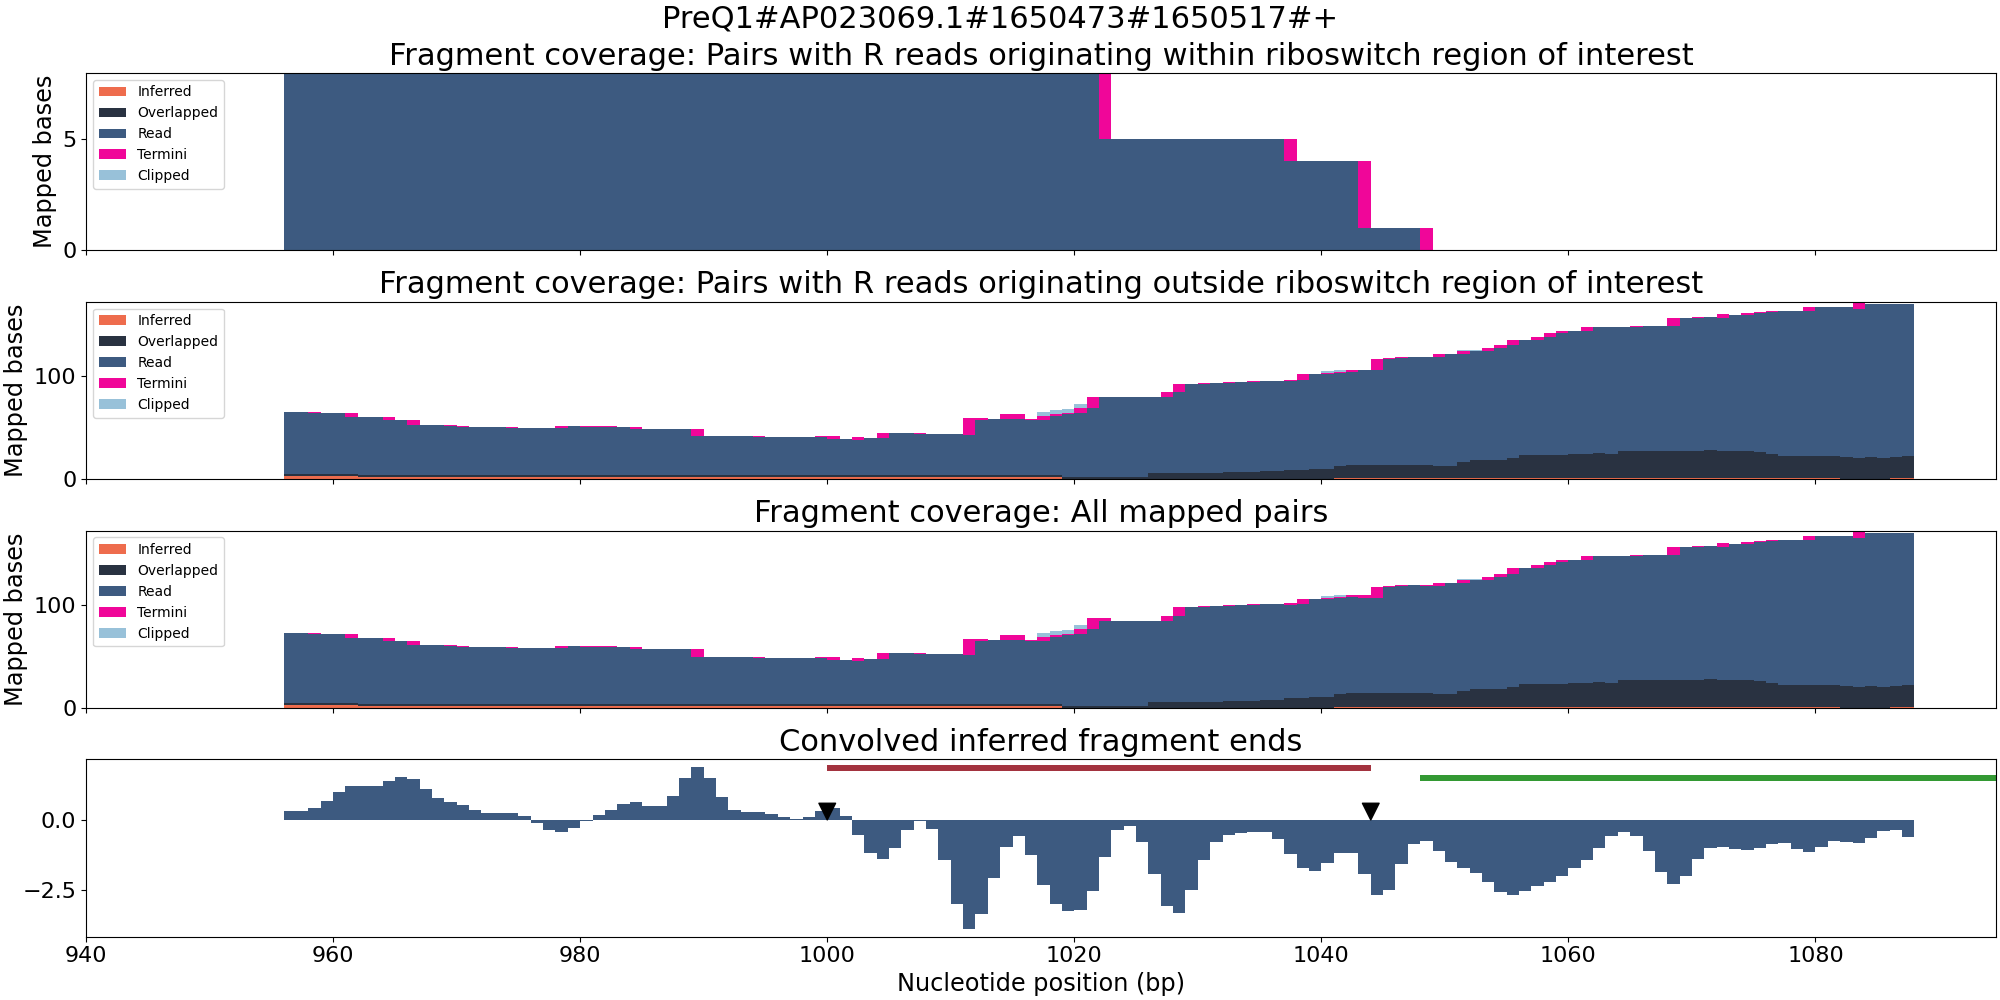 PreQ1#AP023069.1#1650473#1650517#+
Fragment coverage: Pairs with R reads originating within riboswitch region of interest
Mapped bases
5
0
Inferred
Overlapped
Read
Termini
Clipped
Fragment coverage: Pairs with R reads originating outside riboswitch region of interest
Mapped bases
100
0
Inferred
Overlapped
Read
Termini
Clipped
Fragment coverage: All mapped pairs
Mapped bases
100
0
Inferred
Overlapped
Read
Termini
Clipped
Convolved inferred fragment ends
0.0
−2.5
940 960 980 1000 1020 1040 1060 1080
Nucleotide position (bp)